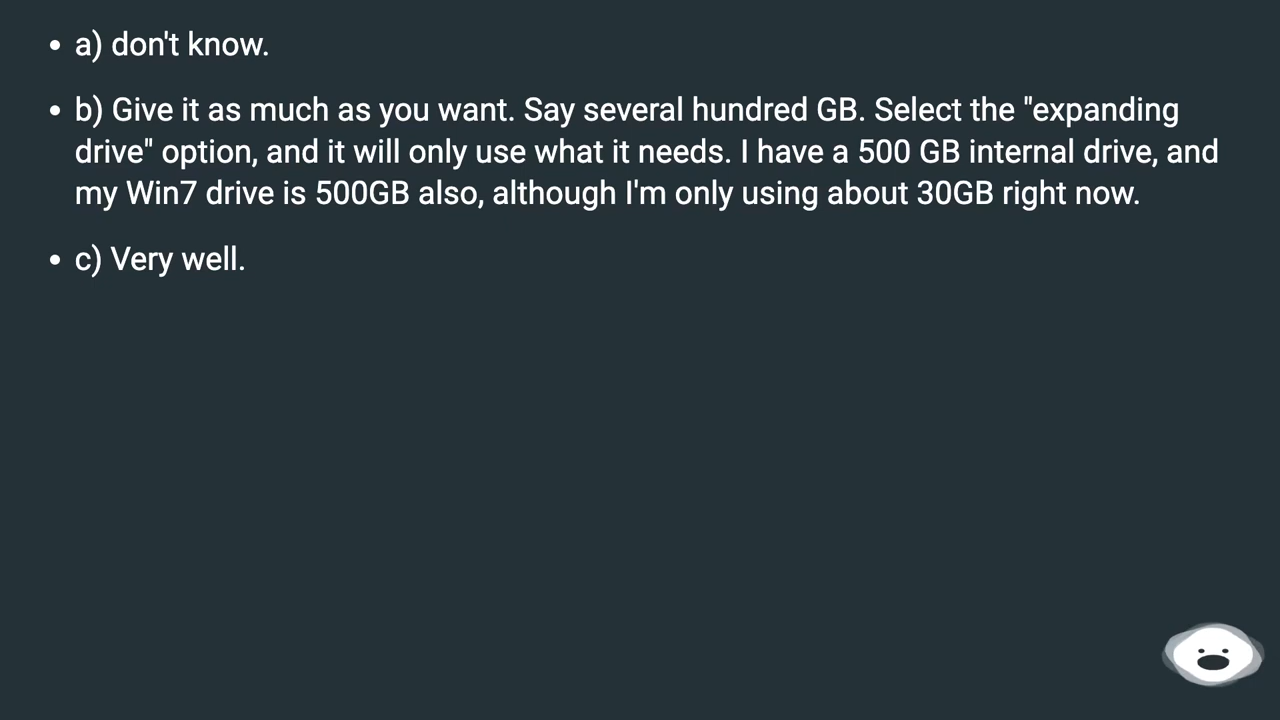 • a) don't know.
• b) Give it as much as you want. Say several hundred GB. Select the "expanding
drive" option, and it will only use what it needs. I have a 500 GB internal drive, and
my Win7 drive is 500GB also, although I'm only using about 30GB right now.
• c) Very well.